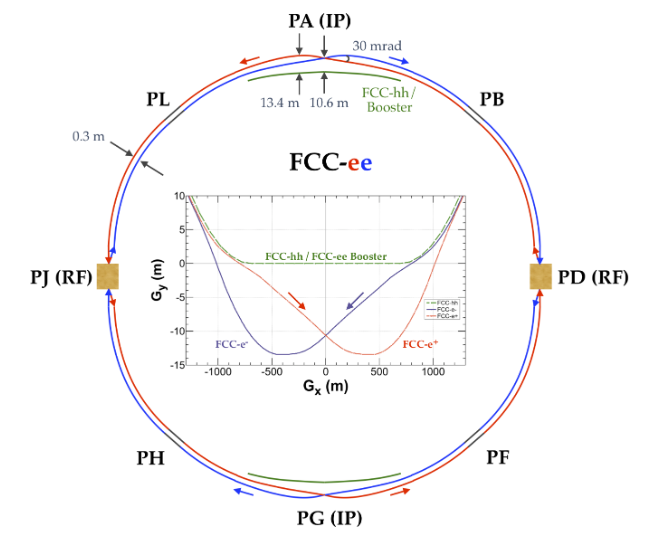 PA (IP)
30 mrad
PL
13.4 m
10.6 m
FCC-hh /
Booster
PB
0.3 m
FCC-ee
10
5
0
-5
-10
-15
Gy (m)
FCC-hh / FCC-ee Booster
FCC-hh
FCC-e-
FCC-e+
FCC-e-
FCC-e+
-1000
-500
0
500
1000
Gx (m)
PJ (RF)
PD (RF)
PH
PF
PG (IP)